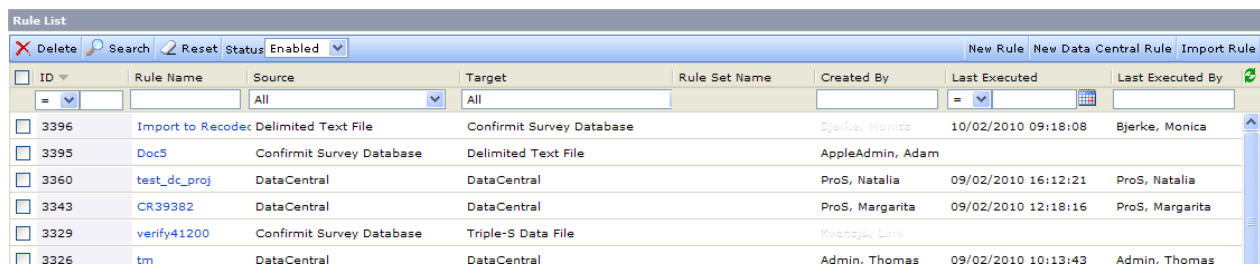 Rule List
Delete Search Reset Status Enabled New Rule New Data Central Rule Import Rule
ID Rule Name Source Target Rule Set Name Created By Last Executed Last Executed By
= All All =
3396 Import to Recodec Delimited Text File Confirmit Survey Database Bjerke, Monica 10/02/2010 09:18:08 Bjerke, Monica
3395 Doc5 Confirmit Survey Database Delimited Text File AppleAdmin, Adam
3360 test_dc_proj DataCentral DataCentral ProS, Natalia 09/02/2010 16:12:21 ProS, Natalia
3343 CR39382 DataCentral DataCentral ProS, Margarita 09/02/2010 12:18:16 ProS, Margarita
3329 verify41200 Confirmit Survey Database Triple-S Data File
3326 tm DataCentral DataCentral Admin, Thomas 09/02/2010 10:13:43 Admin, Thomas